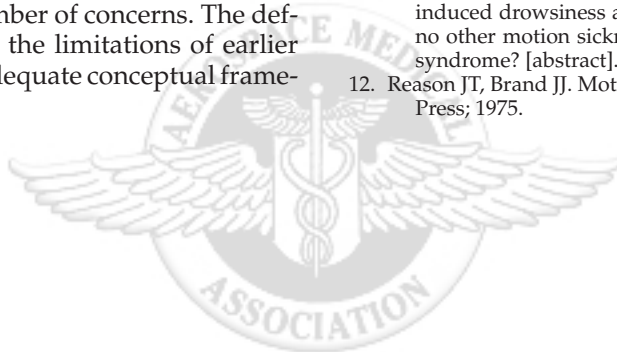 mber of concerns. The def-
the limitations of earlier
lequate conceptual frame-
induced drowsiness a
no other motion sickn
syndrome? [abstract].
12. Reason JT, Brand JJ. Mot
Press; 1975.
AEROSPACE MEDICAL
ASSOCIATION